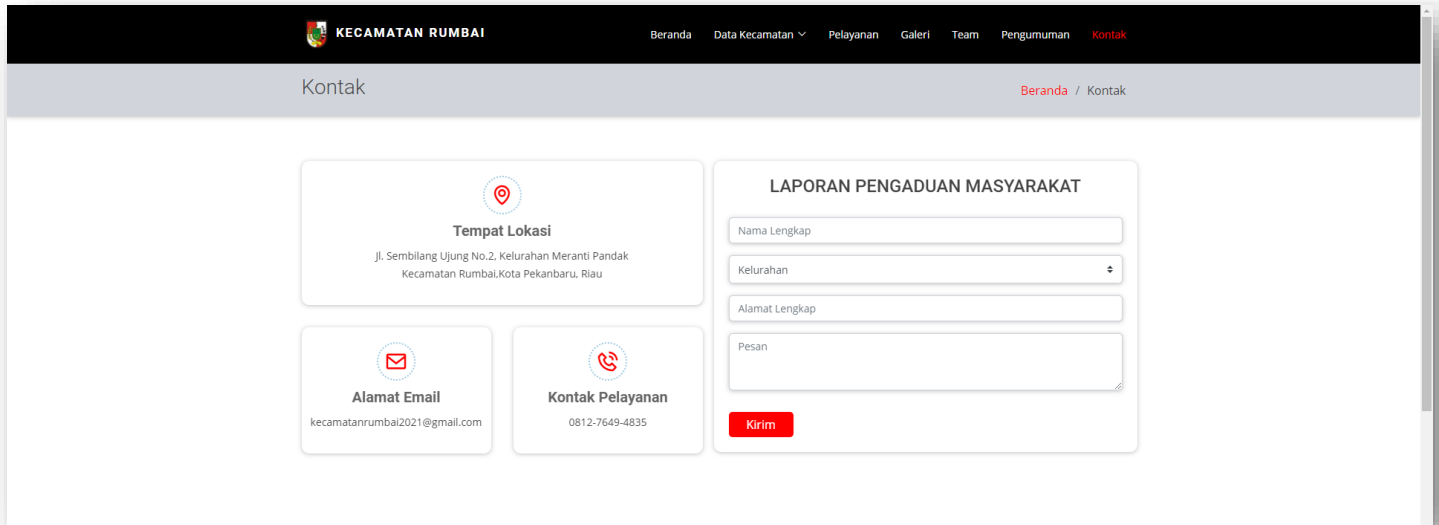 KECAMATAN RUMBAI
Beranda Data Kecamatan Pelayanan Galeri Team Pengumuman Kontak
Kontak
Beranda / Kontak
Tempat Lokasi
Jl. Sembilang Ujung No.2, Kelurahan Meranti Pandak
Kecamatan Rumbai,Kota Pekanbaru, Riau
Alamat Email
kecamatanrumbai2021@gmail.com
Kontak Pelayanan
0812-7649-4835
LAPORAN PENGADUAN MASYARAKAT
Nama Lengkap
Kelurahan
Alamat Lengkap
Pesan
Kirim